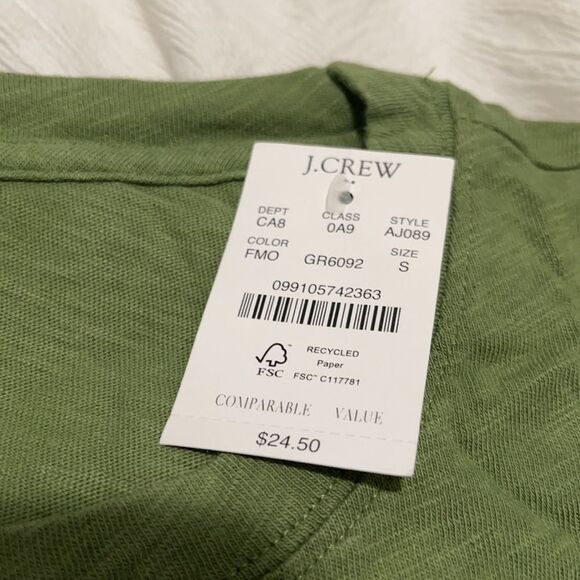 J.CREW
DEPT CLASS STYLE
CA8 0A9 AJ089
COLOR SIZE
FMO GR6092 S
099105742363
RECYCLED
Paper
FSC FSC™ C117781
COMPARABLE VALUE
$24.50